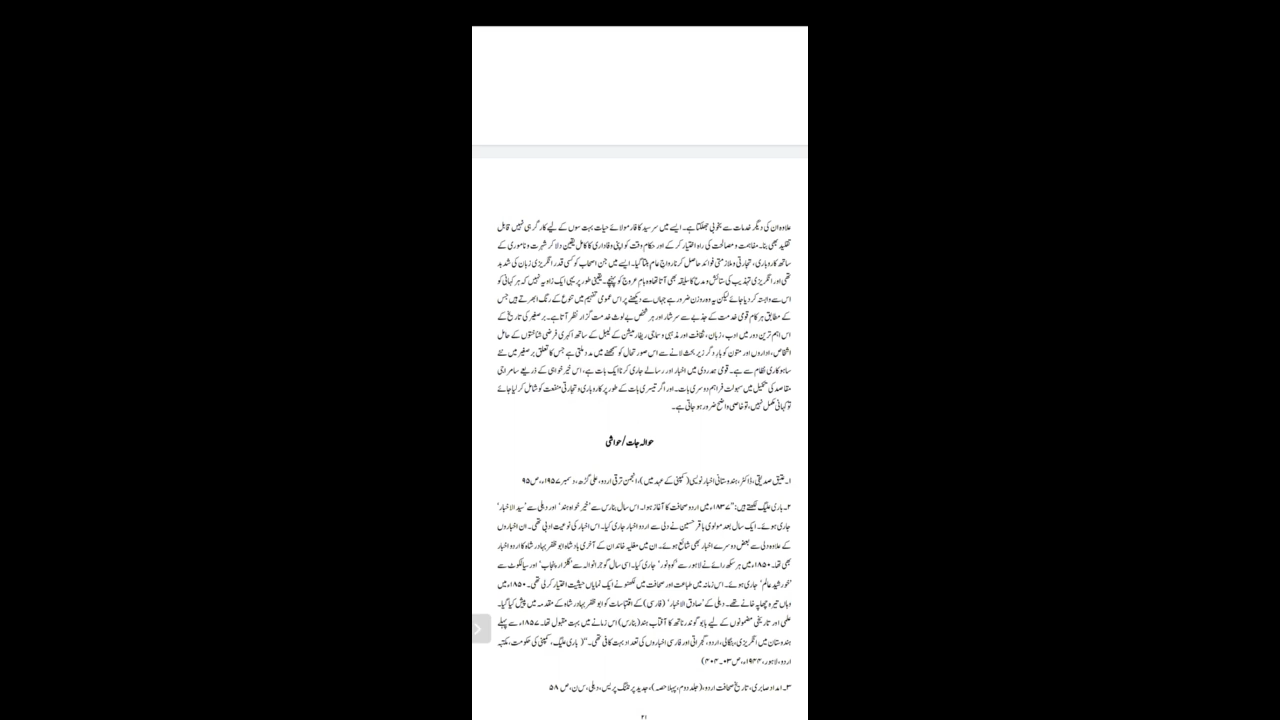 علاوہ ان کی دیگر خدمات سے بخوبی جھلکتا ہے۔ ایسے میں سرسید کا فارمولائے حیات بہت سوں کے لیے کارگر ہی نہیں قابل
تقلید بھی بنا۔ مفاہمت و مصالحت کی راہ اختیار کر کے اور حکام وقت کو اپنی وفاداری کا کامل یقین دلا کر شہرت و ناموری کے
ساتھ کاروباری، تجارتی و ملازمتی فوائد حاصل کرنا رواج عام بنتا گیا۔ ایسے میں جن اصحاب کو کسی قدر انگریزی زبان کی شد بد
تھی اور انگریزی تہذیب کی ستائش و مدح کا سلیقہ بھی آتا تھا وہ بام عروج کو پہنچے۔ یقینی طور پر یہی ایک زاویہ نہیں کہ ہر کہانی کو
اس سے وابستہ کر دیا جائے لیکن یہ وہ روزن ضرور ہے جہاں سے دیکھنے پر اس عمومی تفہیم میں تنوع کے رنگ ابھرتے ہیں جس
کے مطابق ہر کام قومی خدمت کے جذبے سے سرشار اور ہر شخص بے لوث خدمت گزار نظر آتا ہے۔ برصغیر کی تاریخ کے
اس اہم ترین دور میں ادب، زبان، ثقافت اور مذہبی و سماجی ریفارمیشن کے لیبل کے ساتھ اکہری فرضی شناختوں کے حامل
اشخاص، اداروں اور متون کو بار دگر زیر بحث لانے سے اس صورتحال کو سمجھنے میں مدد ملتی ہے جس کا تعلق برصغیر میں نئے
ساہوکاری نظام سے ہے۔ قومی ہمدردی میں اخبار اور رسالے جاری کرنا ایک بات ہے، اس خیر خواہی کے ذریعے سامراجی
مقاصد کی تکمیل میں سہولت فراہم دوسری بات۔ اور اگر تیسری بات کے طور پر کاروباری و تجارتی منفعت کو شامل کر لیا جائے
تو کہانی مکمل نہیں، تو خاصی واضح ضرور ہو جاتی ہے۔
حوالہ جات/حواشی
۱۔ عتیق صدیقی، ڈاکٹر، ہندوستانی اخبار نویسی (کمپنی کے عہد میں)، انجمن ترقی اردو، علی گڑھ، دسمبر ۱۹۵۷ء، ص ۹۵
۲۔ باری علیگ لکھتے ہیں: "۱۸۳۷ء میں اردو صحافت کا آغاز ہوا۔ اس سال بنارس سے 'خیر خواہ ہند' اور دہلی سے 'سید الاخبار'
جاری ہوئے۔ ایک سال بعد مولوی باقر حسین نے دلی سے اردو اخبار جاری کیا۔ اس اخبار کی نوعیت ادبی تھی۔ ان اخباروں
کے علاوہ دلی سے بعض دوسرے اخبار بھی شائع ہوئے۔ ان میں مغلیہ خاندان کے آخری بادشاہ ابو ظفر بہادر شاہ کا اردو اخبار
بھی تھا۔ ۱۸۵۰ء میں ہر سکھ رائے نے لاہور سے 'کوہ نور' جاری کیا۔ اسی سال گوجرانوالہ سے 'گلزار پنجاب' اور سیالکوٹ سے
'خورشید عالم' جاری ہوئے۔ اس زمانہ میں طباعت اور صحافت میں لکھنؤ نے ایک نمایاں حیثیت اختیار کر لی تھی۔ ۱۸۵۰ء میں
وہاں تیرہ چھاپہ خانے تھے۔ دہلی کے 'صادق الاخبار' (فارسی) کے اقتباسات کو ابو ظفر بہادر شاہ کے مقدمہ میں پیش کیا گیا۔
علمی اور تاریخی مضمونوں کے لیے بابو گوبند ناتھ کا آفتاب ہند (بنارس) اس زمانے میں بہت مقبول تھا۔ ۱۸۵۷ء سے پہلے
ہندوستان میں انگریزی، بنگالی، اردو، گجراتی اور فارسی اخباروں کی تعداد بہت کافی تھی۔" (باری علیگ، کمپنی کی حکومت، مکتبہ
اردو، لاہور، ۱۹۴۴ء، ص ۴۰۳۔۴۰۴)
۳۔ امداد صابری، تاریخ صحافت اردو، (جلد دوم، پہلا حصہ)، جدید پرنٹنگ پریس، دہلی، س ن، ص ۵۸
۲۱